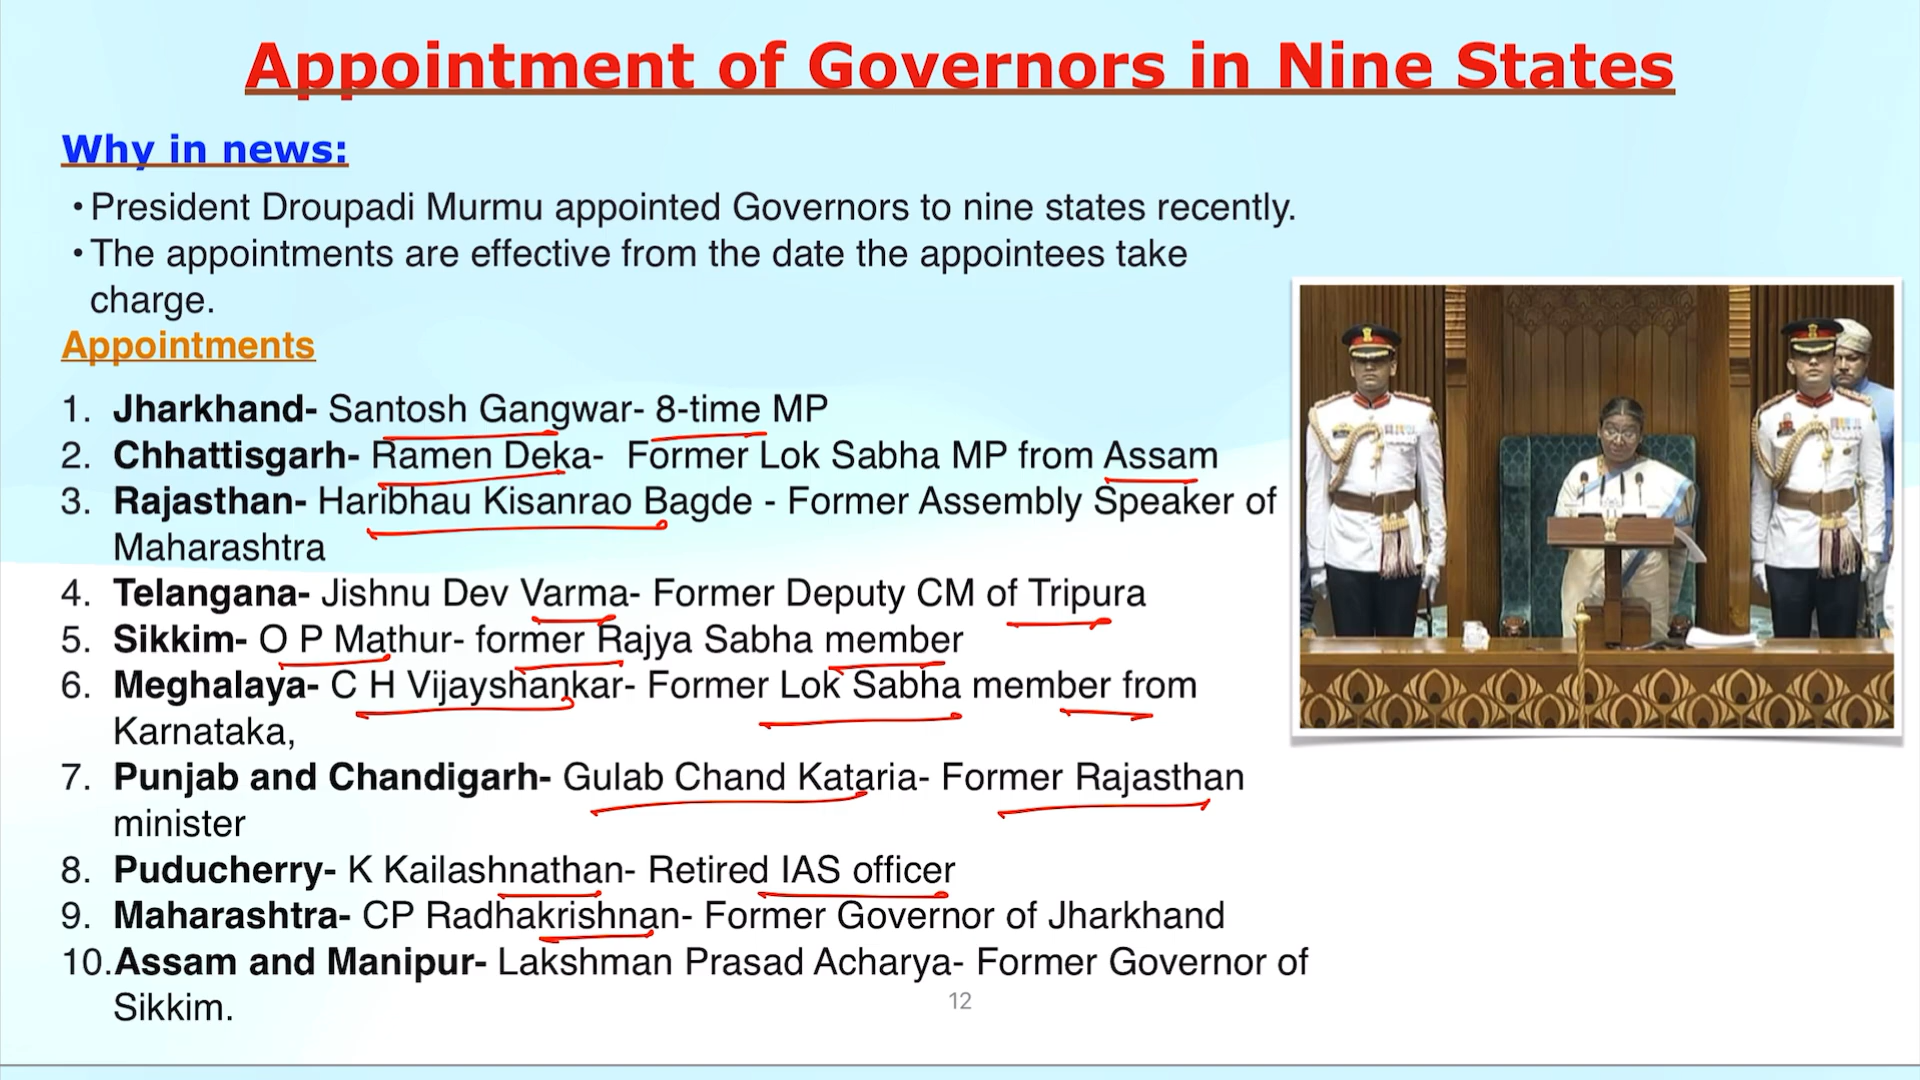 Appointment of Governors in Nine States
Why in news:
• President Droupadi Murmu appointed Governors to nine states recently.
• The appointments are effective from the date the appointees take
charge.
Appointments
1. Jharkhand- Santosh Gangwar- 8-time MP
2. Chhattisgarh- Ramen Deka- Former Lok Sabha MP from Assam
3. Rajasthan- Haribhau Kisanrao Bagde - Former Assembly Speaker of
Maharashtra
4. Telangana- Jishnu Dev Varma- Former Deputy CM of Tripura
5. Sikkim- O P Mathur- former Rajya Sabha member
6. Meghalaya- C H Vijayshankar- Former Lok Sabha member from
Karnataka,
7. Punjab and Chandigarh- Gulab Chand Kataria- Former Rajasthan
minister
8. Puducherry- K Kailashnathan- Retired IAS officer
9. Maharashtra- CP Radhakrishnan- Former Governor of Jharkhand
10.Assam and Manipur- Lakshman Prasad Acharya- Former Governor of
Sikkim.
12